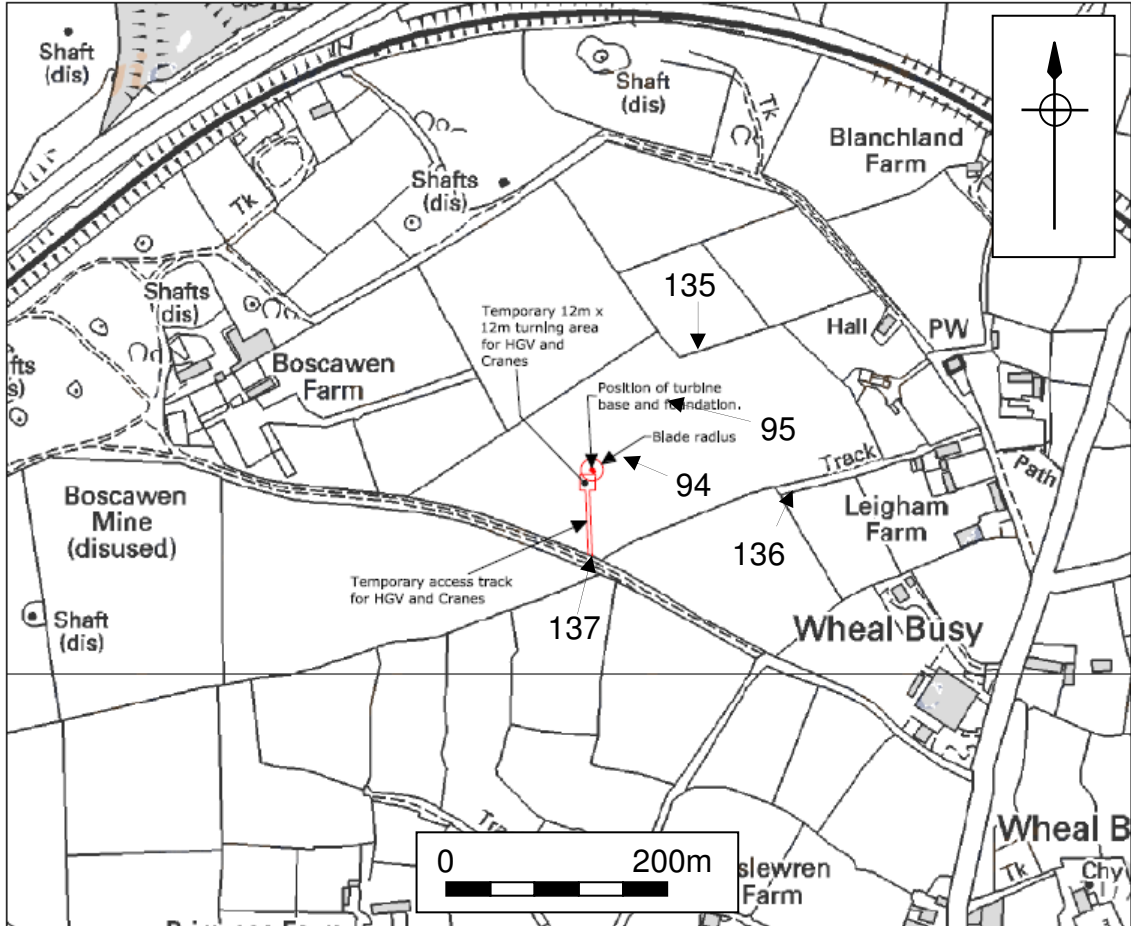 Shaft
(dis)
Shaft
(dis)
Tk
Blanchland
Farm
Shafts
(dis)
Tk
Shafts
(dis)
135
Temporary 12m x
12m turning area
for HGV and
Cranes
Hall
PW
Boscawen
Farm
Position of turbine
base and foundation.
95
Blade radius
Track
Path
94
Boscawen
Mine
(disused)
Leigham
Farm
136
Temporary access track
for HGV and Cranes
137
Shaft
(dis)
Wheal Busy
0
200m
Wheal B
Farm
Tk
Chy